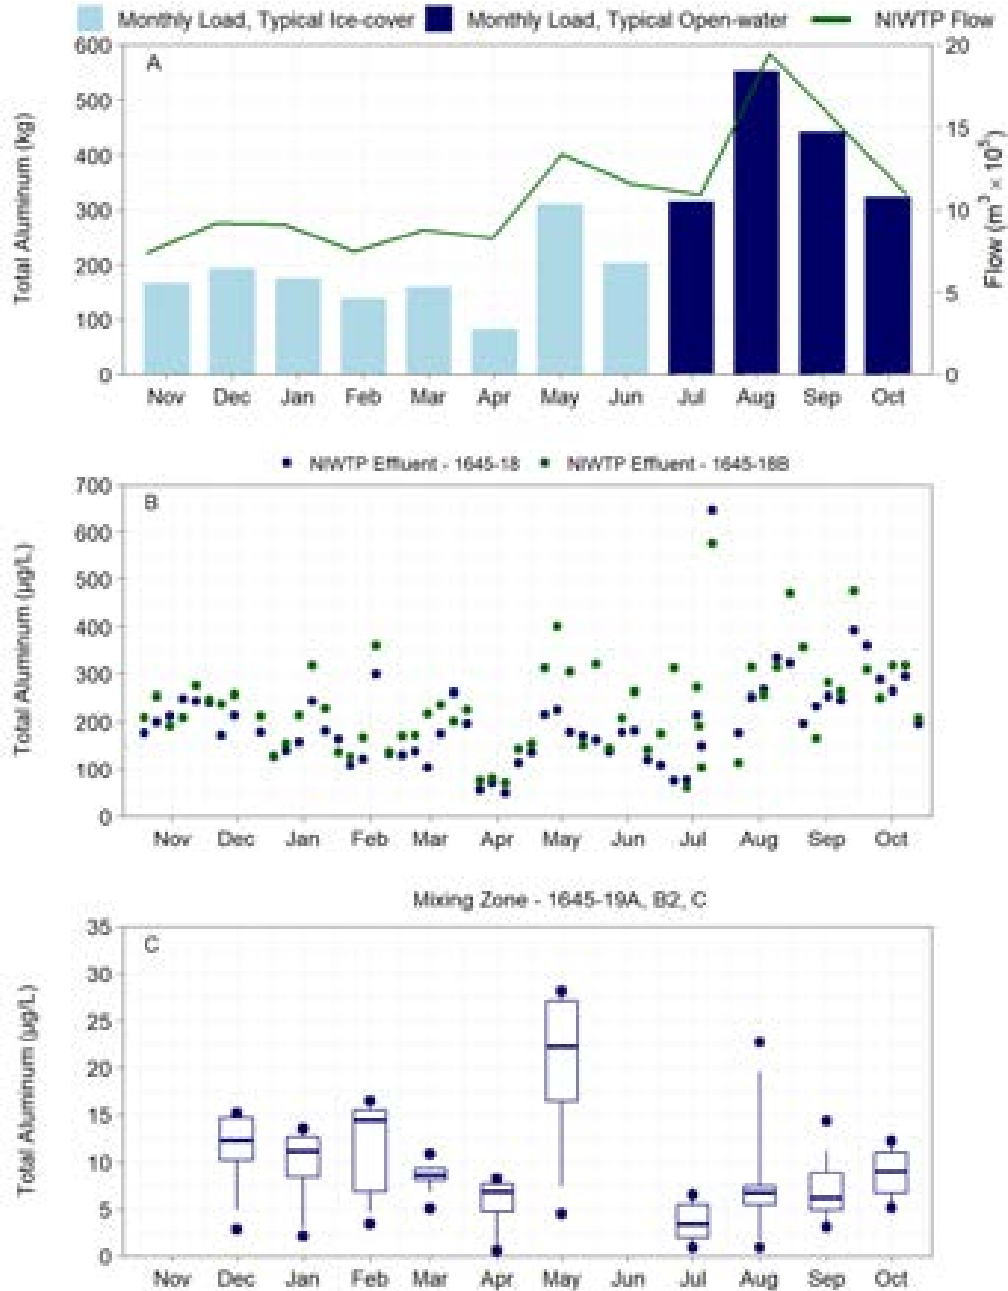 Monthly Load, Typical Ice-cover Monthly Load, Typical Open-water NIWTP Flow
A
Total Aluminum (kg)
600
500
400
300
200
100
0
20
15
10
5
0
Flow (m³ × 10⁵)
Nov Dec Jan Feb Mar Apr May Jun Jul Aug Sep Oct
NIWTP Effluent - 1645-18 NIWTP Effluent - 1645-18B
B
Total Aluminum (µg/L)
700
600
500
400
300
200
100
0
Nov Dec Jan Feb Mar Apr May Jun Jul Aug Sep Oct
Mixing Zone - 1645-19A, B2, C
C
Total Aluminum (µg/L)
35
30
25
20
15
10
5
0
Nov Dec Jan Feb Mar Apr May Jun Jul Aug Sep Oct